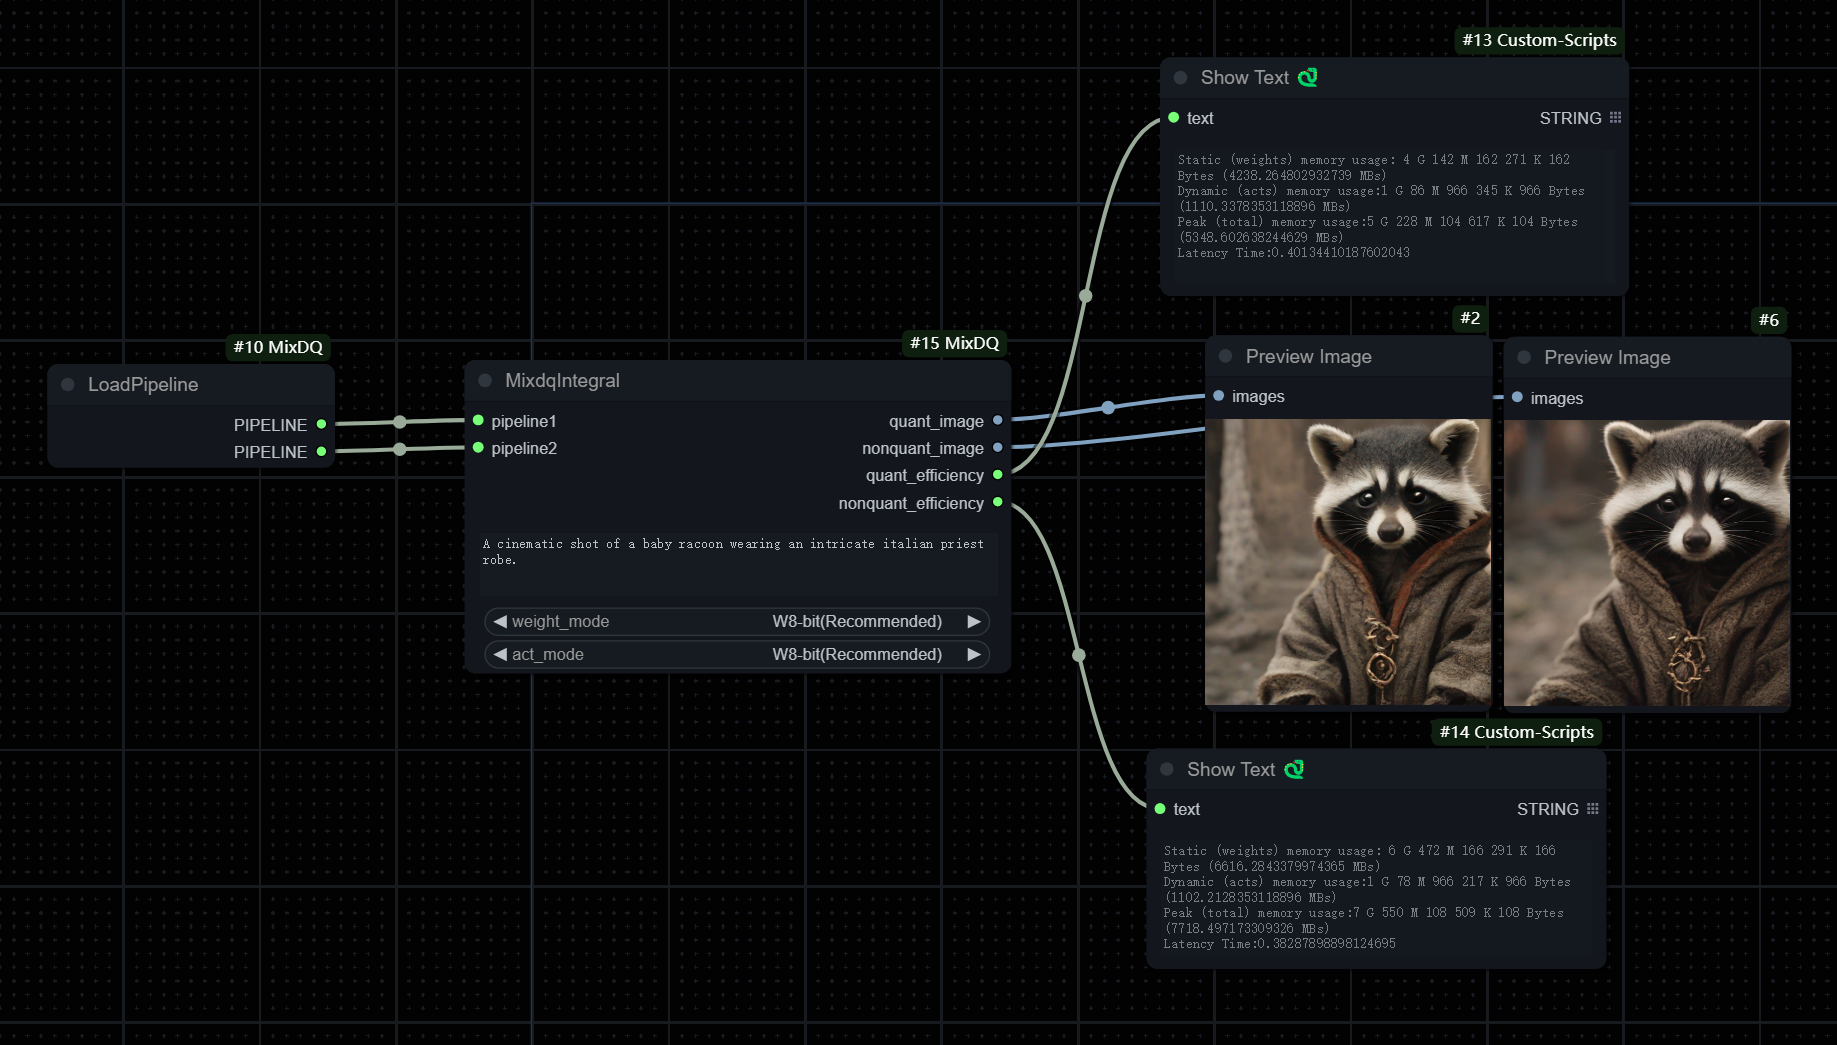 #13 Custom-Scripts
Show Text
text
STRING
Static (weights) memory usage: 4 G 142 M 162 271 K 162
Bytes (4238.264802932739 MBs)
Dynamic (acts) memory usage:1 G 86 M 966 345 K 966 Bytes
(1110.3378353118896 MBs)
Peak (total) memory usage:5 G 228 M 104 617 K 104 Bytes
(5348.602638244629 MBs)
Latency Time:0.40134410187602043
#10 MixDQ
LoadPipeline
PIPELINE
PIPELINE
#15 MixDQ
MixdqIntegral
pipeline1
quant_image
pipeline2
nonquant_image
quant_efficiency
nonquant_efficiency
A cinematic shot of a baby racoon wearing an intricate italian priest
robe.
weight_mode W8-bit(Recommended)
act_mode W8-bit(Recommended)
#2
Preview Image
images
#6
Preview Image
images
#14 Custom-Scripts
Show Text
text
STRING
Static (weights) memory usage: 6 G 472 M 166 291 K 166
Bytes (6616.2843379974365 MBs)
Dynamic (acts) memory usage:1 G 78 M 966 217 K 966 Bytes
(1102.2128353118896 MBs)
Peak (total) memory usage:7 G 550 M 108 509 K 108 Bytes
(7718.497173309326 MBs)
Latency Time:0.38287898898124695